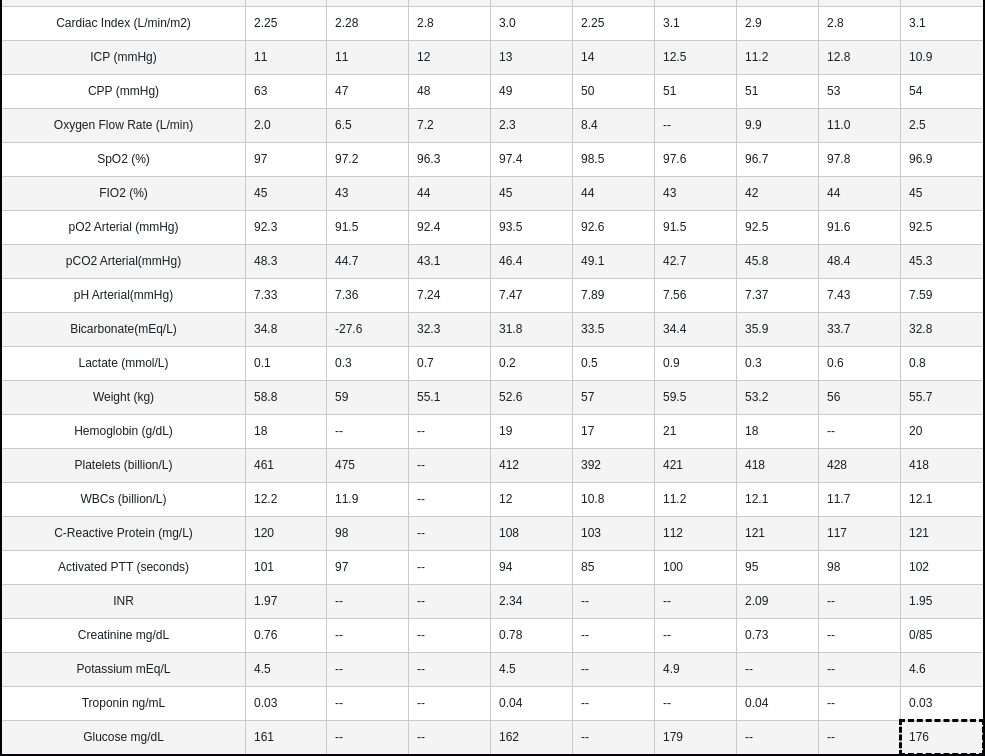 Cardiac Index (L/min/m2) 2.25 2.28 2.8 3.0 2.25 3.1 2.9 2.8 3.1
ICP (mmHg) 11 11 12 13 14 12.5 11.2 12.8 10.9
CPP (mmHg) 63 47 48 49 50 51 51 53 54
Oxygen Flow Rate (L/min) 2.0 6.5 7.2 2.3 8.4 -- 9.9 11.0 2.5
SpO2 (%) 97 97.2 96.3 97.4 98.5 97.6 96.7 97.8 96.9
FIO2 (%) 45 43 44 45 44 43 42 44 45
pO2 Arterial (mmHg) 92.3 91.5 92.4 93.5 92.6 91.5 92.5 91.6 92.5
pCO2 Arterial(mmHg) 48.3 44.7 43.1 46.4 49.1 42.7 45.8 48.4 45.3
pH Arterial(mmHg) 7.33 7.36 7.24 7.47 7.89 7.56 7.37 7.43 7.59
Bicarbonate(mEq/L) 34.8 -27.6 32.3 31.8 33.5 34.4 35.9 33.7 32.8
Lactate (mmol/L) 0.1 0.3 0.7 0.2 0.5 0.9 0.3 0.6 0.8
Weight (kg) 58.8 59 55.1 52.6 57 59.5 53.2 56 55.7
Hemoglobin (g/dL) 18 -- -- 19 17 21 18 -- 20
Platelets (billion/L) 461 475 -- 412 392 421 418 428 418
WBCs (billion/L) 12.2 11.9 -- 12 10.8 11.2 12.1 11.7 12.1
C-Reactive Protein (mg/L) 120 98 -- 108 103 112 121 117 121
Activated PTT (seconds) 101 97 -- 94 85 100 95 98 102
INR 1.97 -- -- 2.34 -- -- 2.09 -- 1.95
Creatinine mg/dL 0.76 -- -- 0.78 -- -- 0.73 -- 0/85
Potassium mEq/L 4.5 -- -- 4.5 -- 4.9 -- -- 4.6
Troponin ng/mL 0.03 -- -- 0.04 -- -- 0.04 -- 0.03
Glucose mg/dL 161 -- -- 162 -- 179 -- -- 176